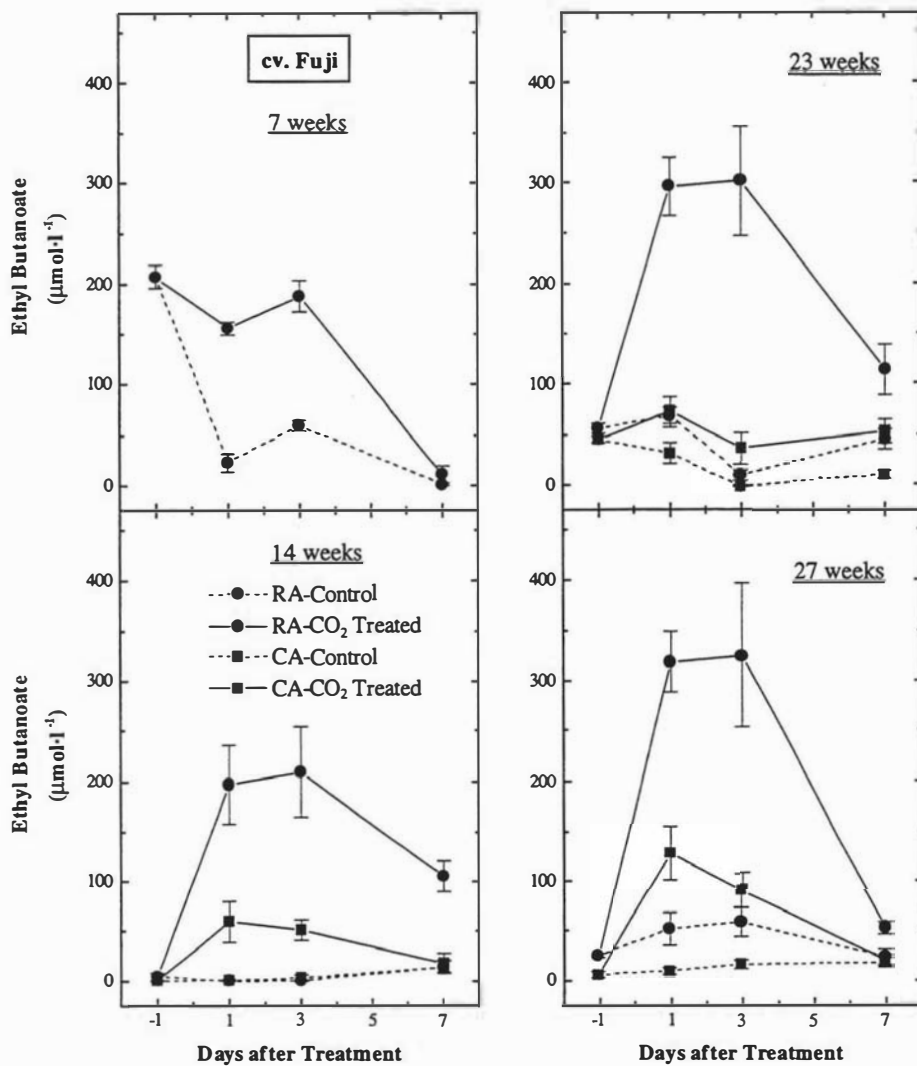 cv. Fuji
7 weeks
400
300
200
100
0
Ethyl Butanoate
(μmol·l⁻¹)
23 weeks
400
300
200
100
0
14 weeks
RA-Control
RA-CO₂ Treated
CA-Control
CA-CO₂ Treated
400
300
200
100
0
Ethyl Butanoate
(μmol·l⁻¹)
-1 1 3 5 7
Days after Treatment
27 weeks
400
300
200
100
0
-1 1 3 5 7
Days after Treatment